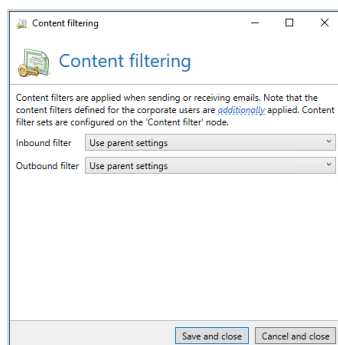 Content filtering
Content filtering
Content filters are applied when sending or receiving emails. Note that the
content filters defined for the corporate users are additionally applied. Content
filter sets are configured on the 'Content filter' node.
Inbound filter Use parent settings
Outbound filter Use parent settings
Save and close Cancel and close